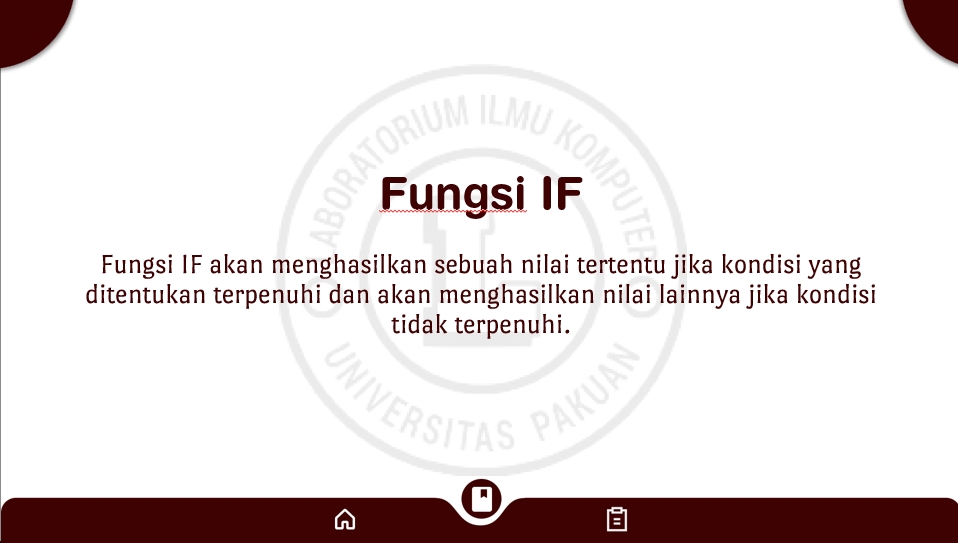 LABORATORIUM ILMU KOMPUTER
Fungsi IF
Fungsi IF akan menghasilkan sebuah nilai tertentu jika kondisi yang
ditentukan terpenuhi dan akan menghasilkan nilai lainnya jika kondisi
tidak terpenuhi.
UNIVERSITAS PAKUAN